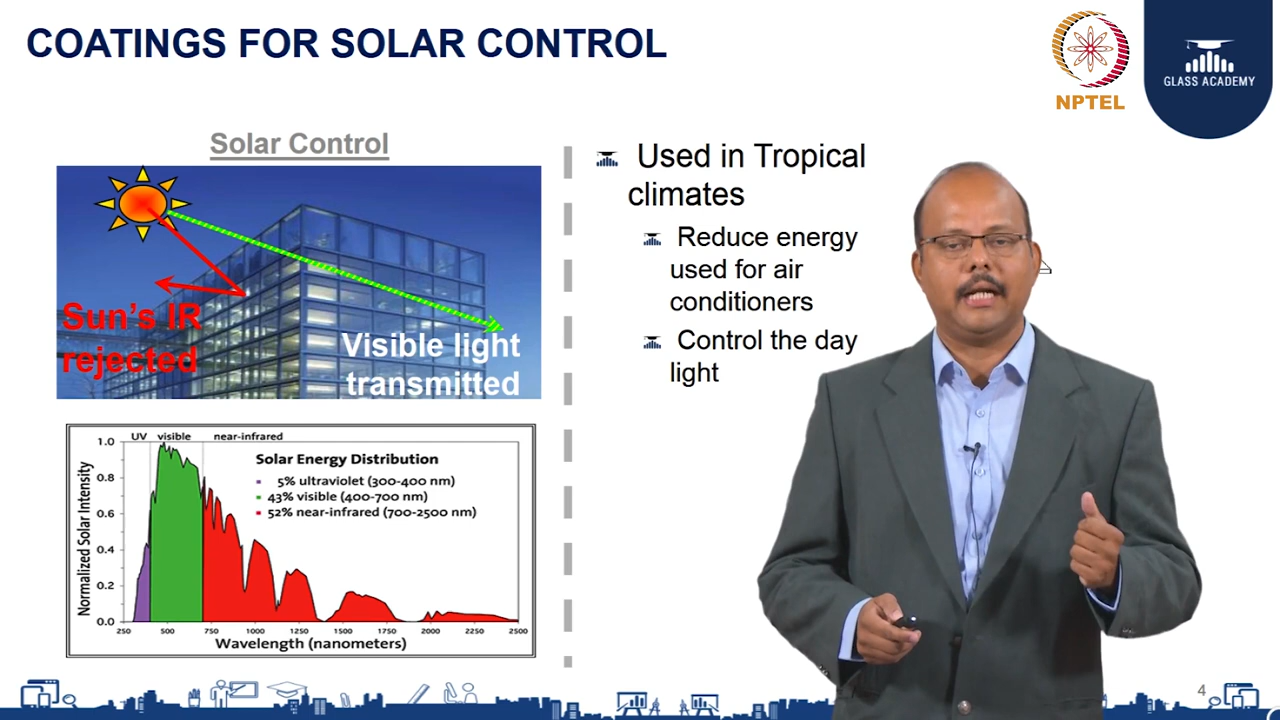 COATINGS FOR SOLAR CONTROL
NPTEL
GLASS ACADEMY
Solar Control
Sun's IR
rejected
Visible light
transmitted
Used in Tropical
climates
Reduce energy
used for air
conditioners
Control the day
light
UV visible near-infrared
Solar Energy Distribution
5% ultraviolet (300-400 nm)
43% visible (400-700 nm)
52% near-infrared (700-2500 nm)
Normalized Solar Intensity
1.0
0.8
0.6
0.4
0.2
0.0
250 500 750 1000 1250 1500 1750 2000 2250 2500
Wavelength (nanometers)
4